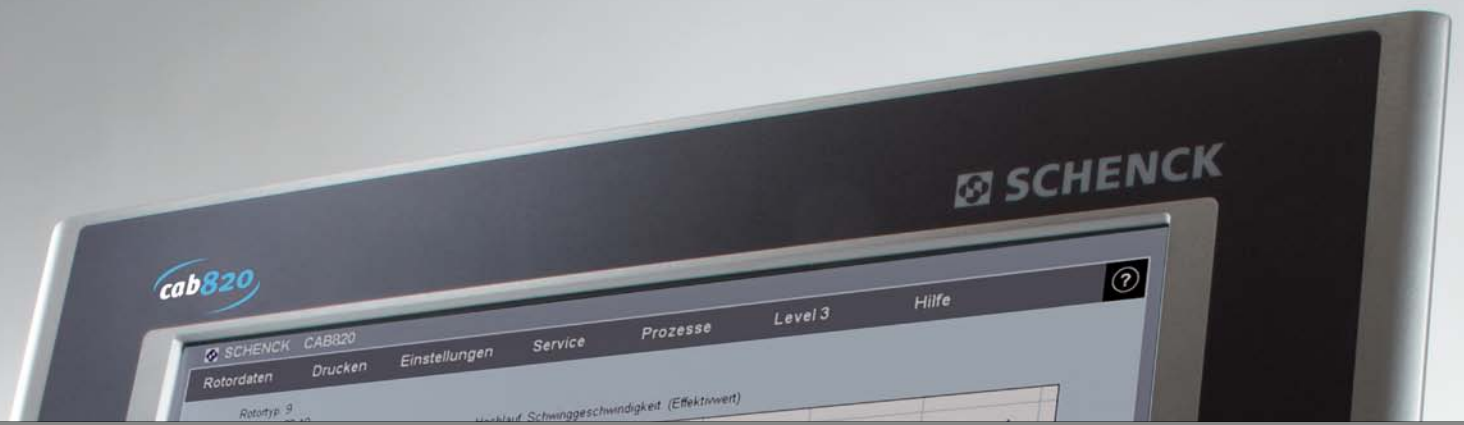 SCHENCK
cab820
SCHENCK CAB820
Rotordaten Drucken Einstellungen Service Prozesse Level 3 Hilfe ?
Rotortyp: 9
Hochlauf, Schwinggeschwindigkeit (Effektivwert)